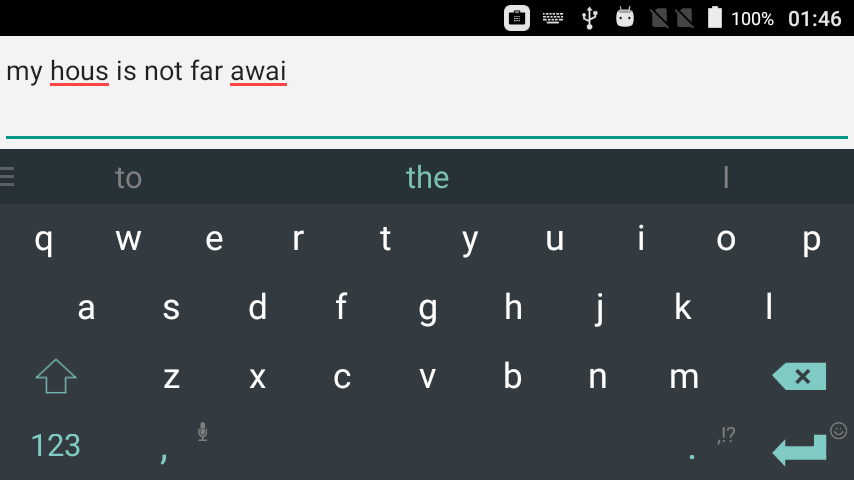 100% 01:46
my hous is not far awai
to the I
q w e r t y u i o p
a s d f g h j k l
z x c v b n m
123 , . ,!?